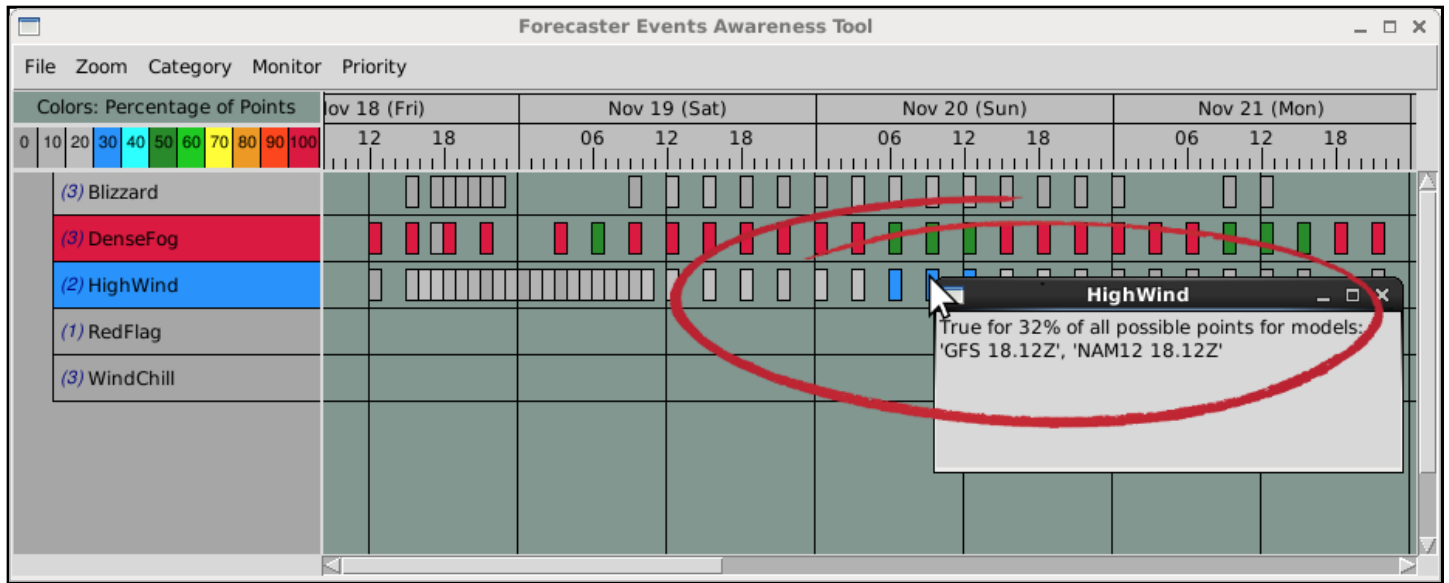 Forecaster Events Awareness Tool
File Zoom Category Monitor Priority
Colors: Percentage of Points
0 10 20 30 40 50 60 70 80 90 100
Nov 18 (Fri) Nov 19 (Sat) Nov 20 (Sun) Nov 21 (Mon)
12 18 06 12 18 06 12 18 06 12 18
(3) Blizzard
(3) DenseFog
(2) HighWind
(1) RedFlag
(3) WindChill
HighWind
True for 32% of all possible points for models:
'GFS 18.12Z', 'NAM12 18.12Z'